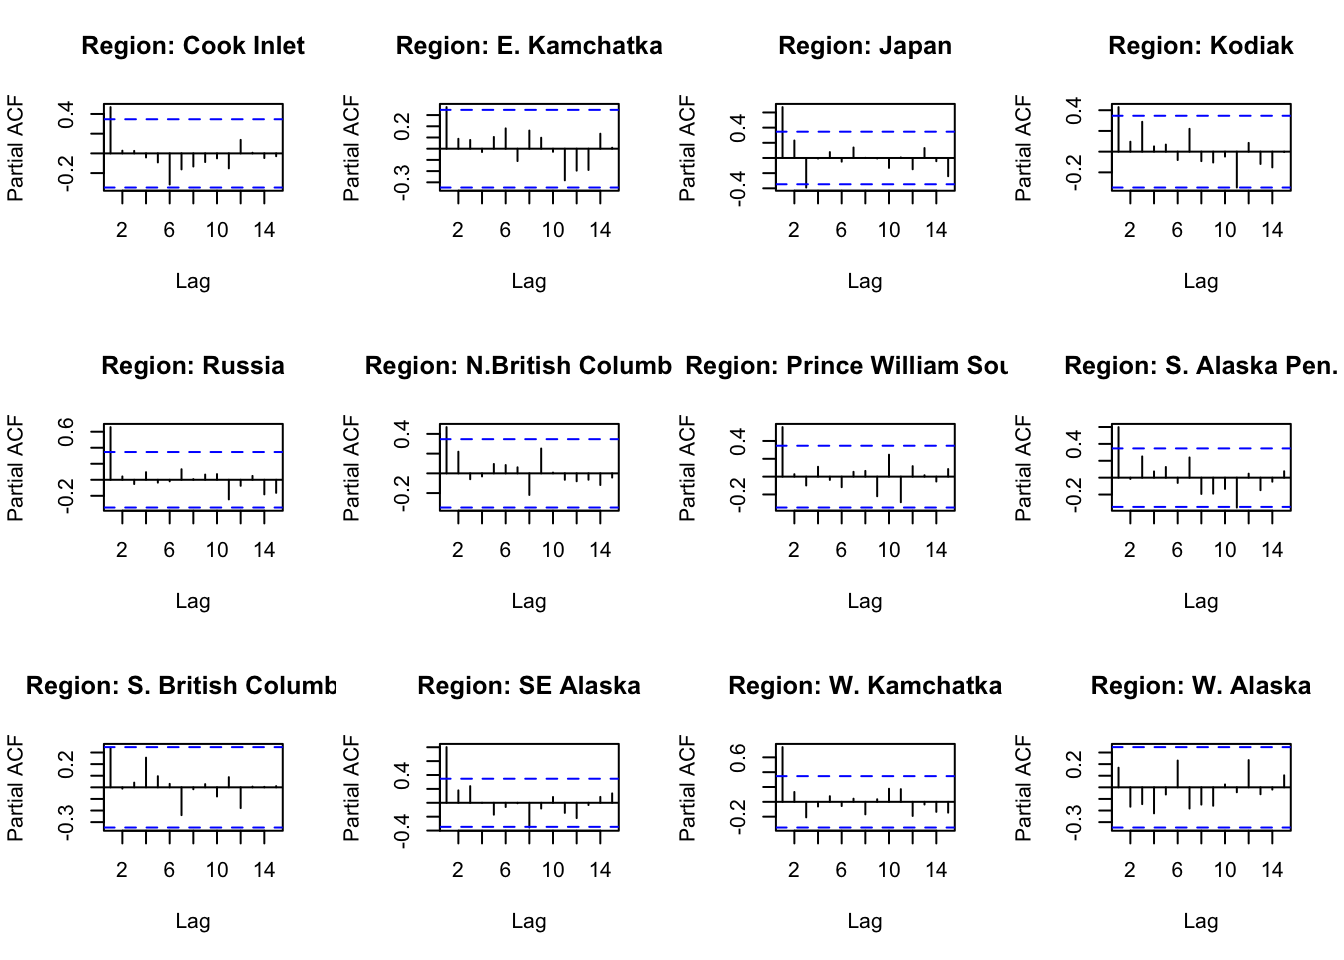 Region: Cook Inlet
Partial ACF
0.4
-0.2
2 6 10 14
Lag
Region: E. Kamchatka
Partial ACF
0.2
-0.3
2 6 10 14
Lag
Region: Japan
Partial ACF
0.4
-0.4
2 6 10 14
Lag
Region: Kodiak
Partial ACF
0.4
-0.2
2 6 10 14
Lag
Region: Russia
Partial ACF
0.6
-0.2
2 6 10 14
Lag
Region: N.British Columb
Partial ACF
0.4
-0.2
2 6 10 14
Lag
Region: Prince William Sou
Partial ACF
0.4
-0.2
2 6 10 14
Lag
Region: S. Alaska Pen.
Partial ACF
0.4
-0.2
2 6 10 14
Lag
Region: S. British Columb
Partial ACF
0.2
-0.3
2 6 10 14
Lag
Region: SE Alaska
Partial ACF
0.4
-0.4
2 6 10 14
Lag
Region: W. Kamchatka
Partial ACF
0.6
-0.2
2 6 10 14
Lag
Region: W. Alaska
Partial ACF
0.2
-0.3
2 6 10 14
Lag